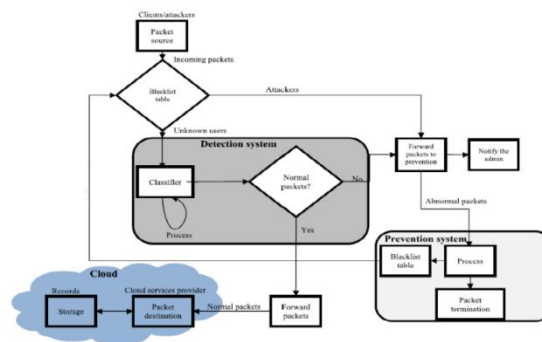 Clients/attackers
Packet
source
Incoming packets
Blacklist
table
Attackers
Unknown users
Detection system
Classifier
Process
Normal
packets?
No
Yes
Forward
packets to
prevention
Notify the
admin
Abnormal packets
Prevention system
Blacklist
table
Process
Packet
termination
Cloud
Records
Storage
Cloud services provider
Packet
destination
Normal packets
Forward
packets